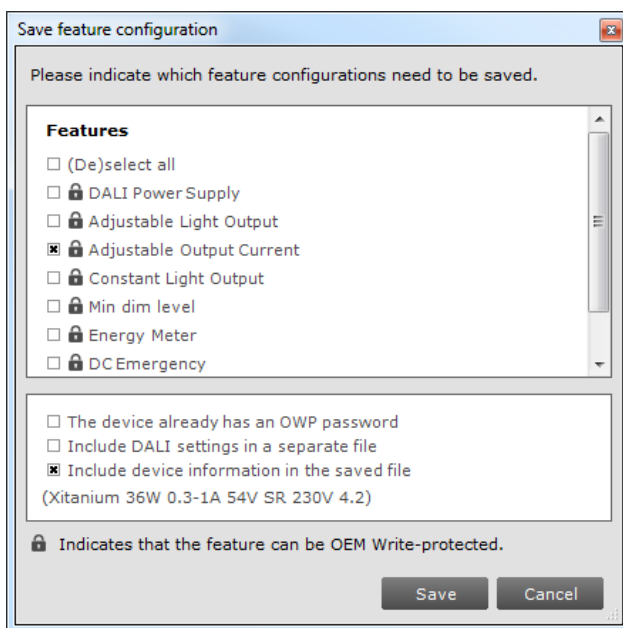 Save feature configuration
Please indicate which feature configurations need to be saved.
Features
(De)select all
DALI Power Supply
Adjustable Light Output
Adjustable Output Current
Constant Light Output
Min dim level
Energy Meter
DC Emergency
The device already has an OWP password
Include DALI settings in a separate file
Include device information in the saved file
(Xitanium 36W 0.3-1A 54V SR 230V 4.2)
Indicates that the feature can be OEM Write-protected.
Save Cancel